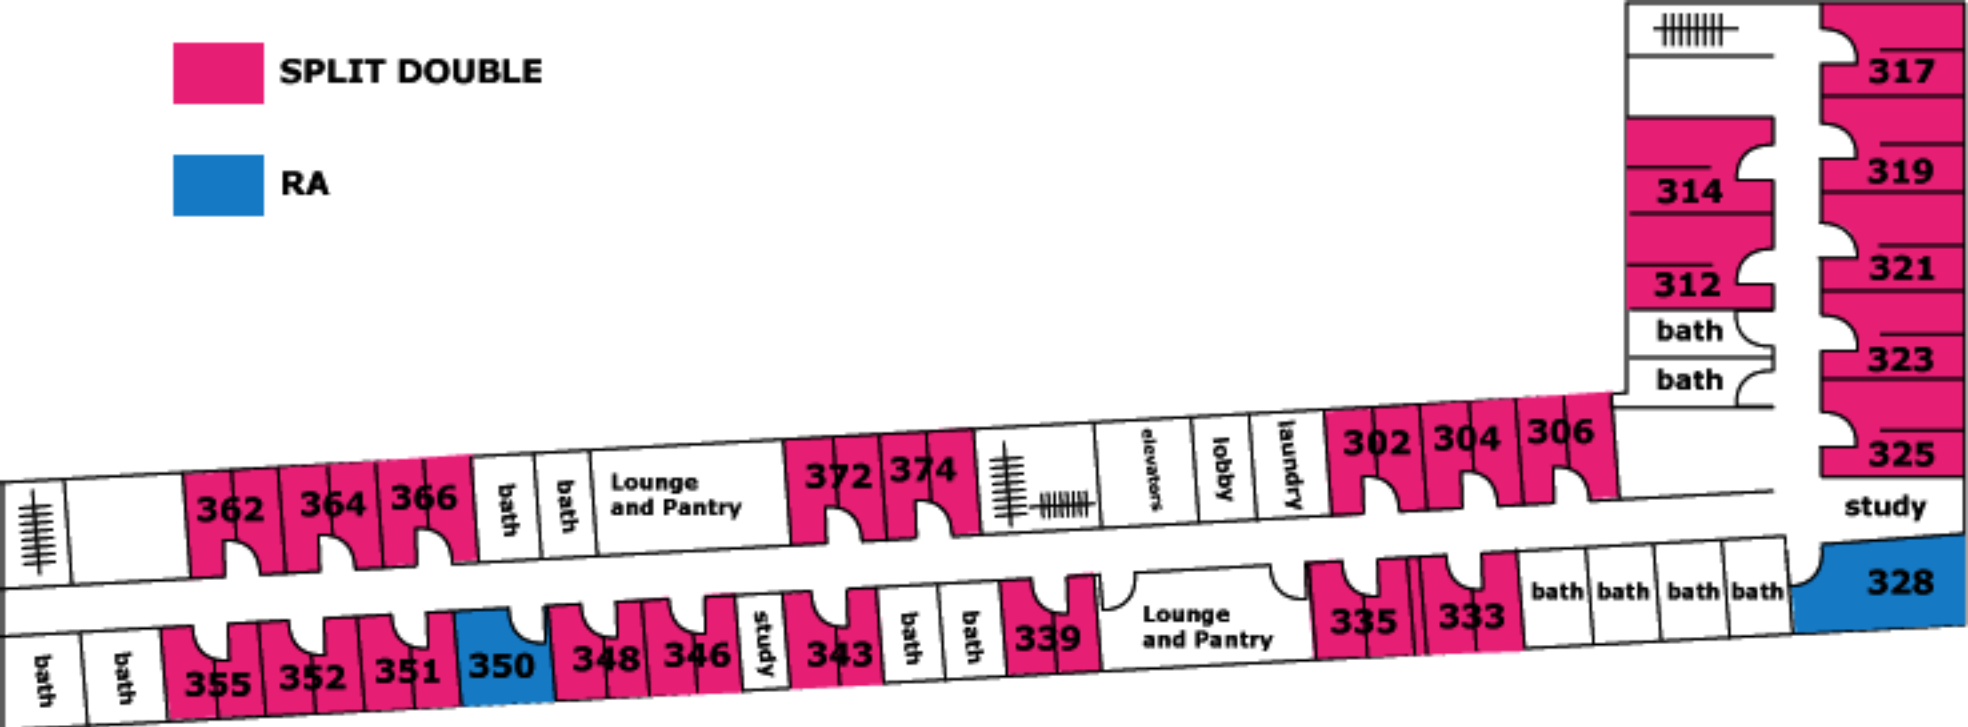 SPLIT DOUBLE
RA
317
319
321
323
325
study
328
314
312
bath
bath
362
364
366
bath
bath
Lounge
and Pantry
372
374
elevators
lobby
laundry
302
304
306
bath
bath
355
352
351
350
348
346
study
343
bath
bath
339
Lounge
and Pantry
335
333
bath
bath
bath
bath